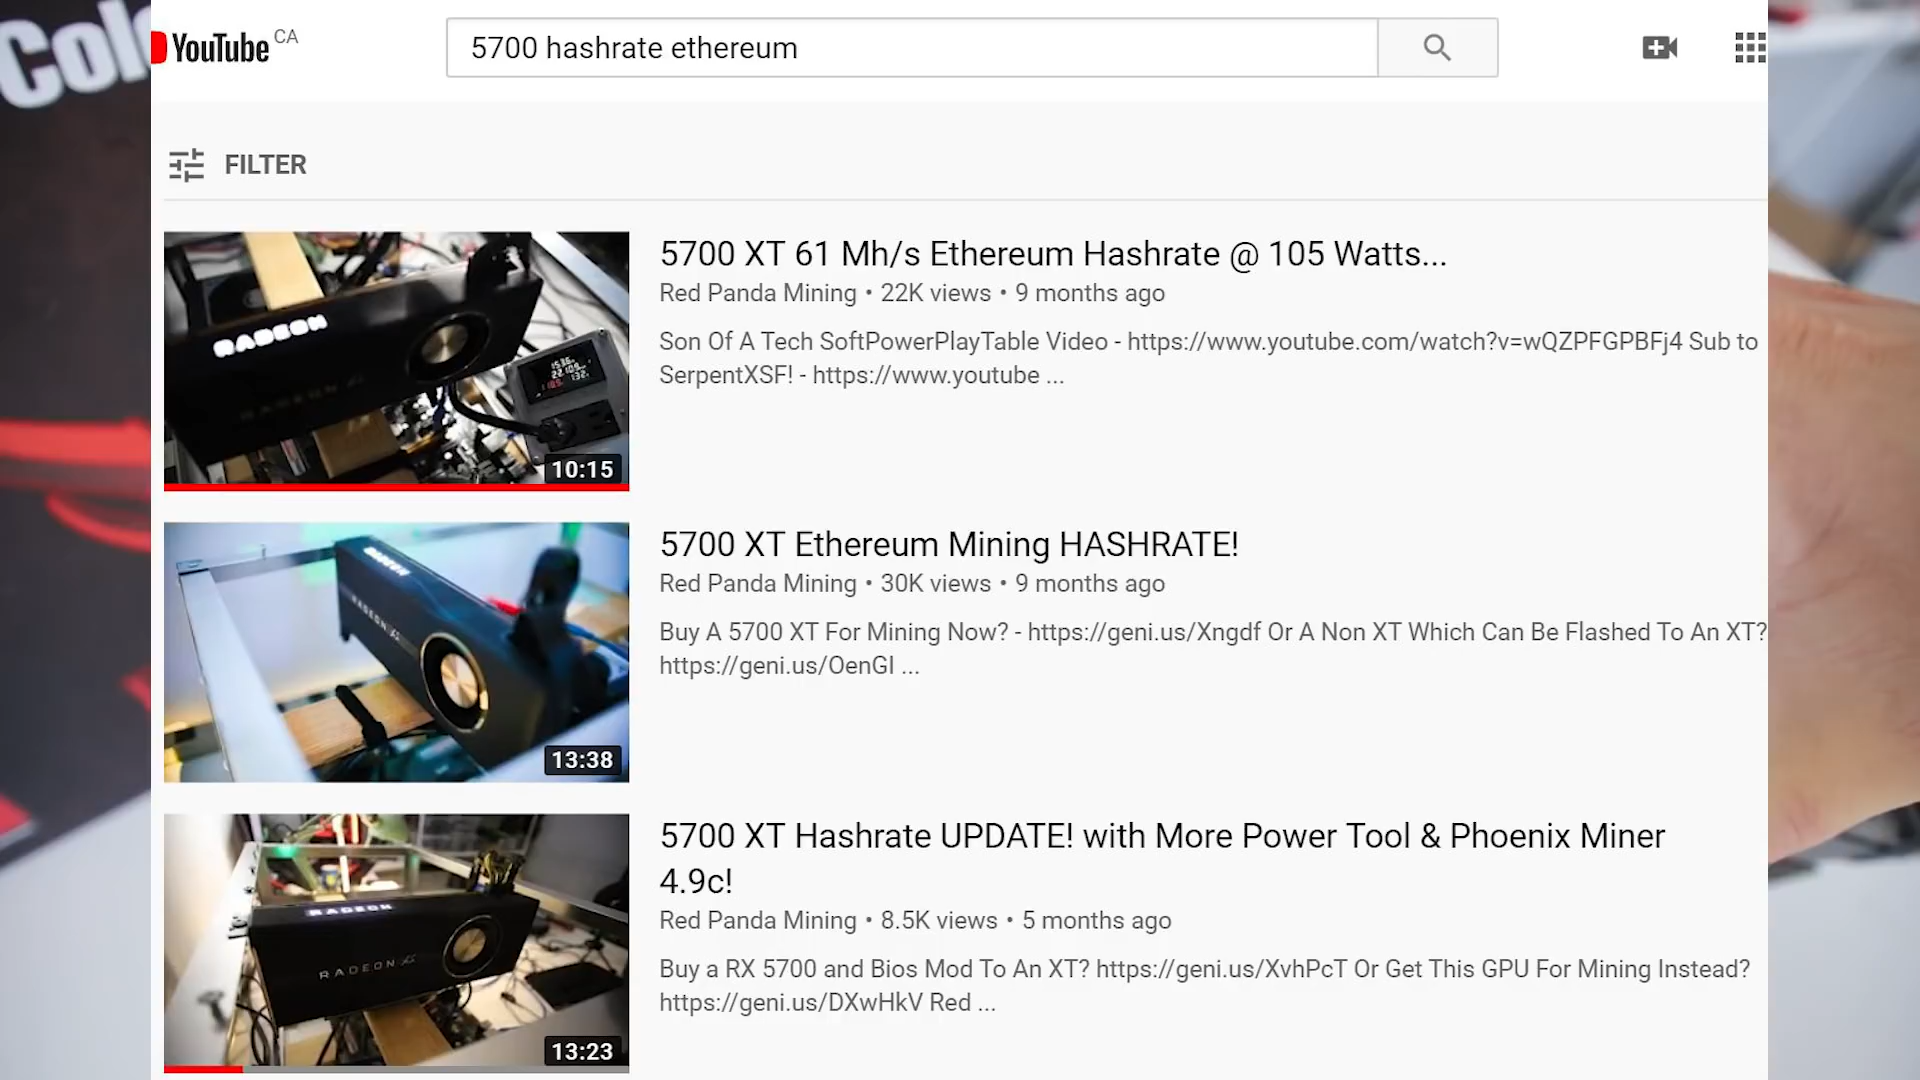 Col
YouTube CA
5700 hashrate ethereum
FILTER
5700 XT 61 Mh/s Ethereum Hashrate @ 105 Watts...
Red Panda Mining • 22K views • 9 months ago
Son Of A Tech SoftPowerPlayTable Video - https://www.youtube.com/watch?v=wQZPFGPBFj4 Sub to
SerpentXSF! - https://www.youtube ...
RADEON
10:15
5700 XT Ethereum Mining HASHRATE!
Red Panda Mining • 30K views • 9 months ago
Buy A 5700 XT For Mining Now? - https://geni.us/Xngdf Or A Non XT Which Can Be Flashed To An XT?
https://geni.us/OenGl ...
RADEON
RADEON
13:38
5700 XT Hashrate UPDATE! with More Power Tool & Phoenix Miner
4.9c!
Red Panda Mining • 8.5K views • 5 months ago
Buy a RX 5700 and Bios Mod To An XT? https://geni.us/XvhPcT Or Get This GPU For Mining Instead?
https://geni.us/DXwHkV Red ...
RADEON
RADEON
13:23